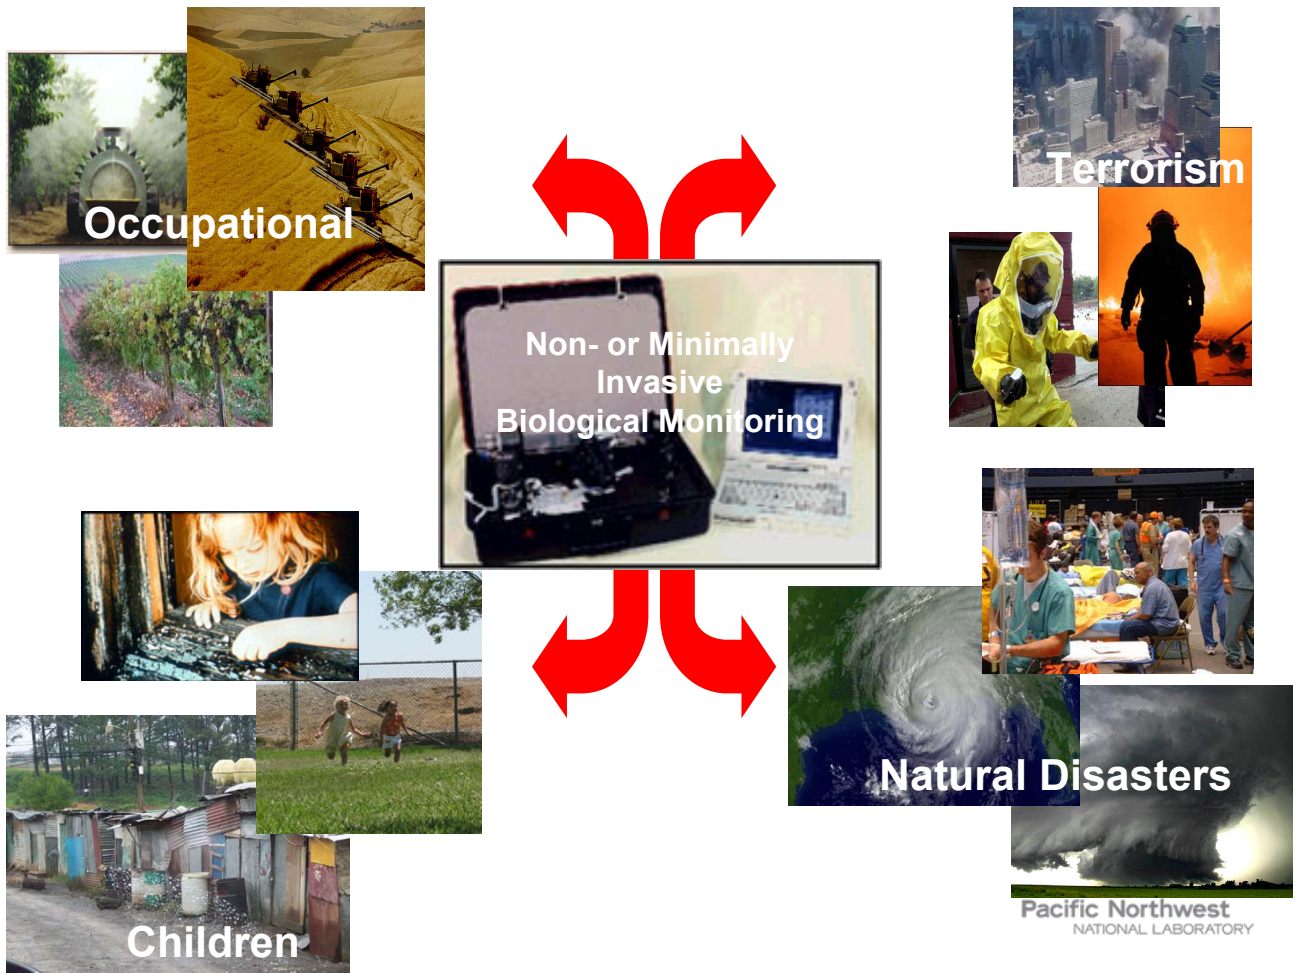 Occupational
Terrorism
Non- or Minimally
Invasive
Biological Monitoring
Natural Disasters
Children
Pacific Northwest
NATIONAL LABORATORY